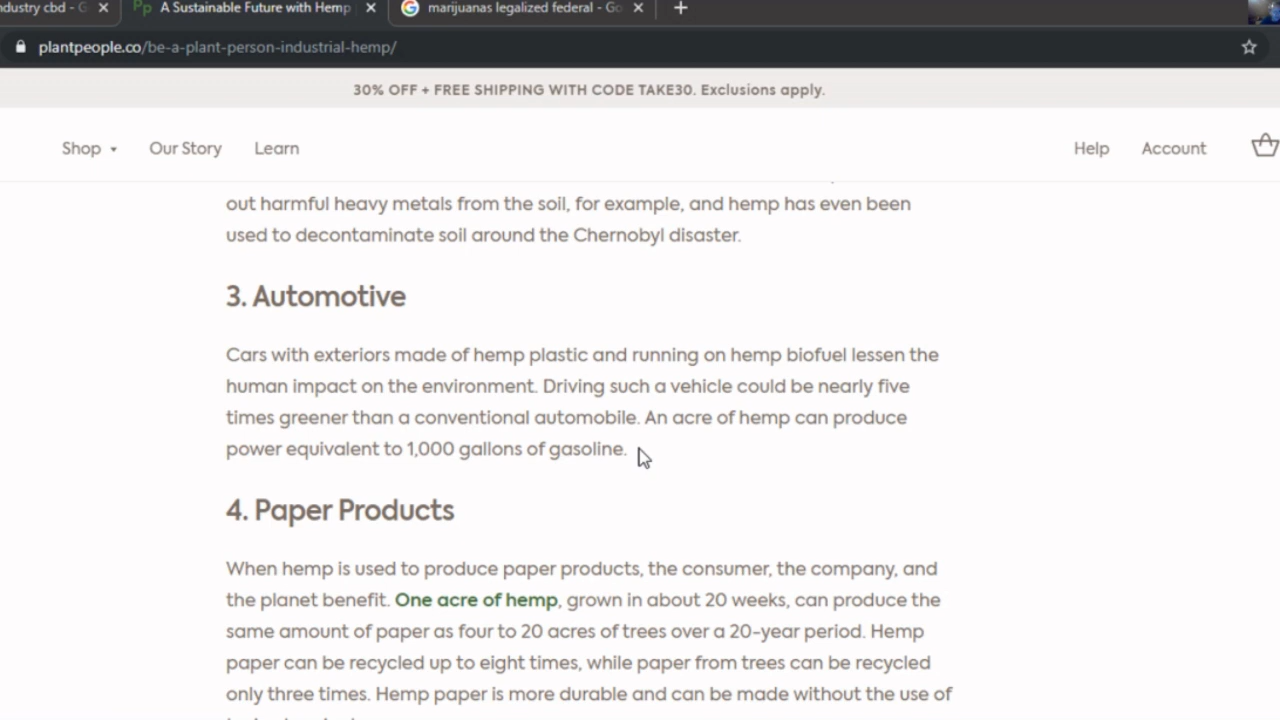 ndustry cbd - G
Pp A Sustainable Future with Hemp
marijuanas legalized federal - Go
plantpeople.co/be-a-plant-person-industrial-hemp/
30% OFF + FREE SHIPPING WITH CODE TAKE30. Exclusions apply.
Shop Our Story Learn Help Account
out harmful heavy metals from the soil, for example, and hemp has even been
used to decontaminate soil around the Chernobyl disaster.
3. Automotive
Cars with exteriors made of hemp plastic and running on hemp biofuel lessen the
human impact on the environment. Driving such a vehicle could be nearly five
times greener than a conventional automobile. An acre of hemp can produce
power equivalent to 1,000 gallons of gasoline.
4. Paper Products
When hemp is used to produce paper products, the consumer, the company, and
the planet benefit. One acre of hemp, grown in about 20 weeks, can produce the
same amount of paper as four to 20 acres of trees over a 20-year period. Hemp
paper can be recycled up to eight times, while paper from trees can be recycled
only three times. Hemp paper is more durable and can be made without the use of